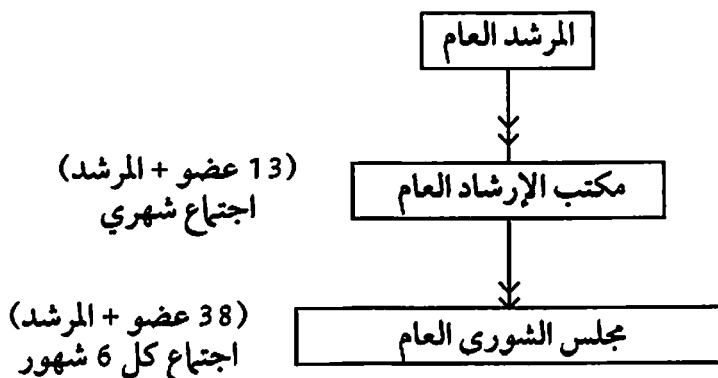 المرشد العام
مكتب الإرشاد العام
(13 عضو + المرشد)
اجتماع شهري
مجلس الشورى العام
(38 عضو + المرشد)
اجتماع كل 6 شهور